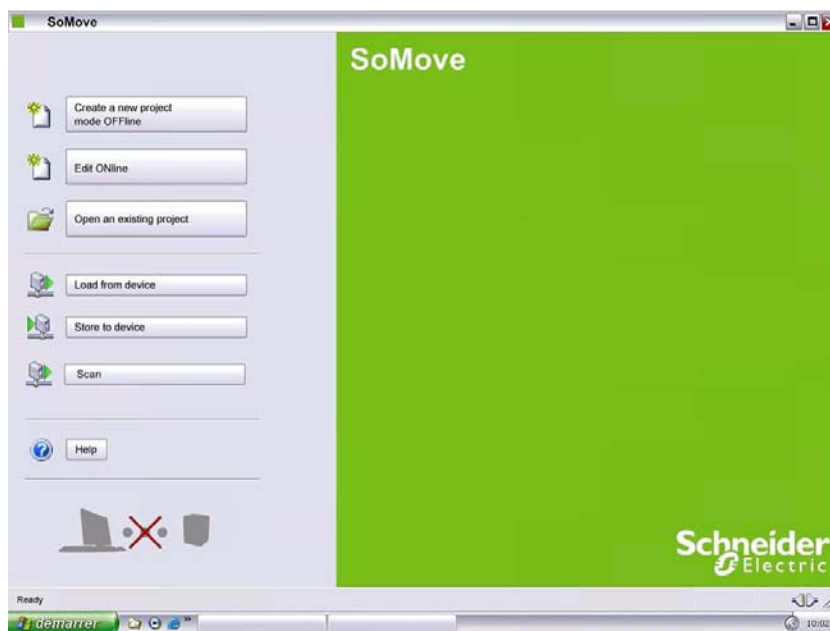 SoMove
SoMove
Create a new project
mode OFFline
Edit ONline
Open an existing project
Load from device
Store to device
Scan
Help
Schneider
Electric
Ready
démarrer
10:02